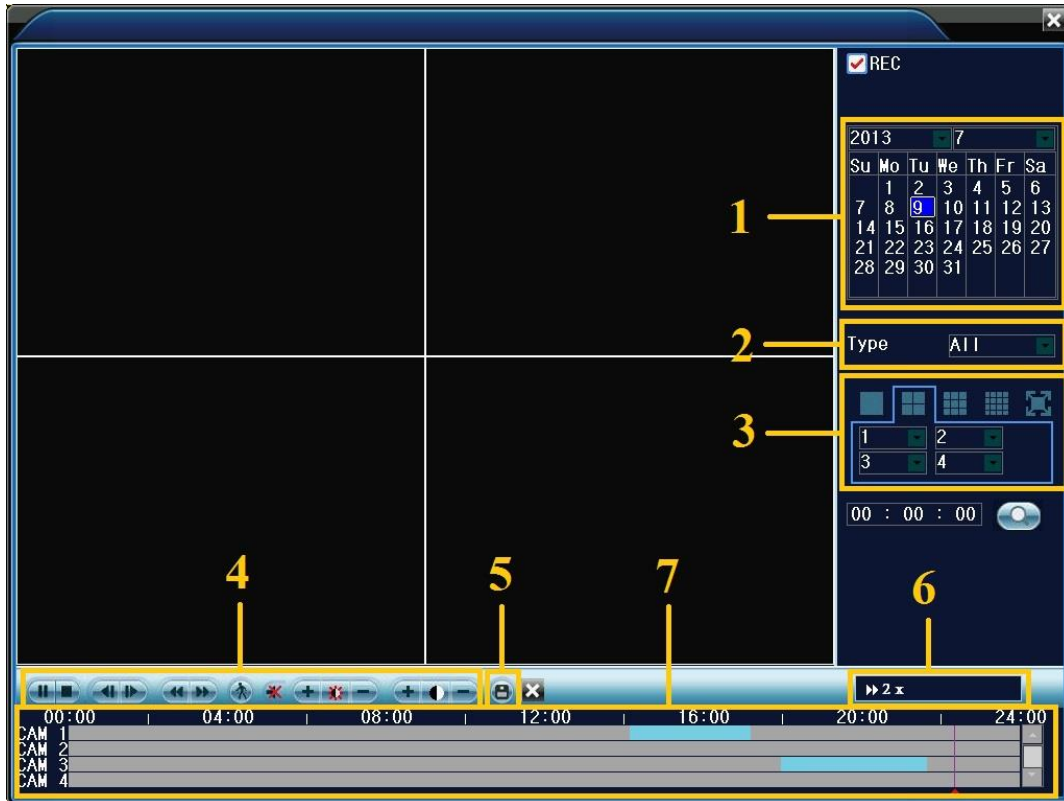 REC
2013 7
Su Mo Tu We Th Fr Sa
1 2 3 4 5 6
7 8 9 10 11 12 13
14 15 16 17 18 19 20
21 22 23 24 25 26 27
28 29 30 31
1
Type All
2
1 2
3 4
3
00 : 00 : 00
4 5 7 6
2x
00:00 04:00 08:00 12:00 16:00 20:00 24:00
CAM 1
CAM 2
CAM 3
CAM 4